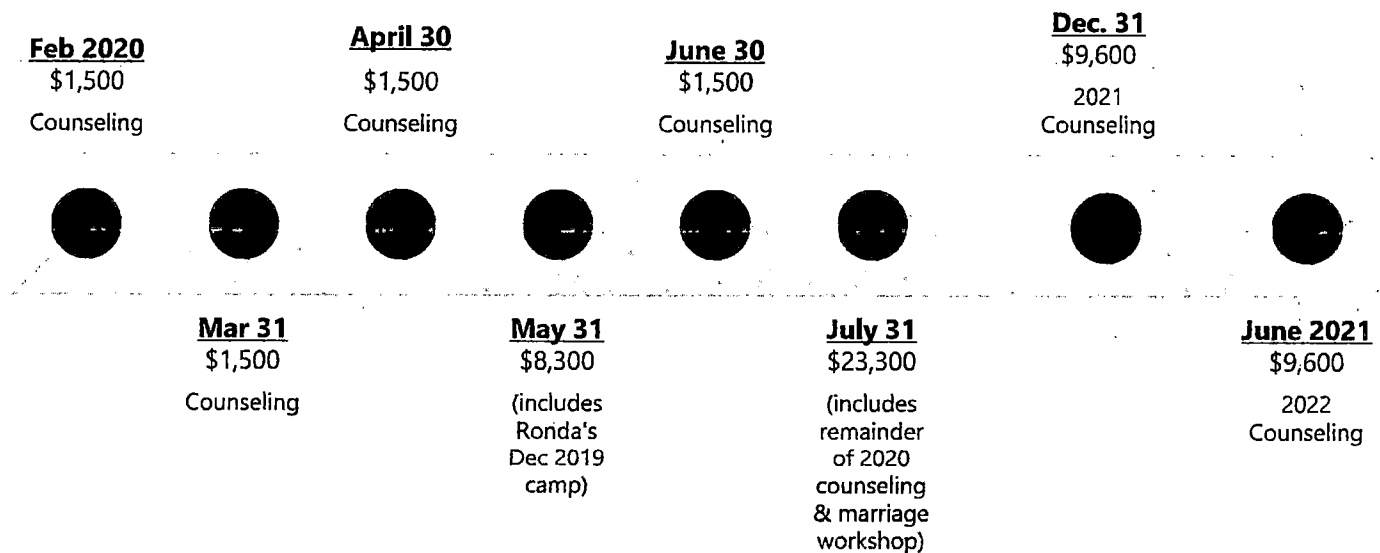 Feb 2020
$1,500
Counseling
April 30
$1,500
Counseling
June 30
$1,500
Counseling
Dec. 31
$9,600
2021
Counseling
Mar 31
$1,500
Counseling
May 31
$8,300
(includes
Ronda's
Dec 2019
camp)
July 31
$23,300
(includes
remainder
of 2020
counseling
& marriage
workshop)
June 2021
$9,600
2022
Counseling